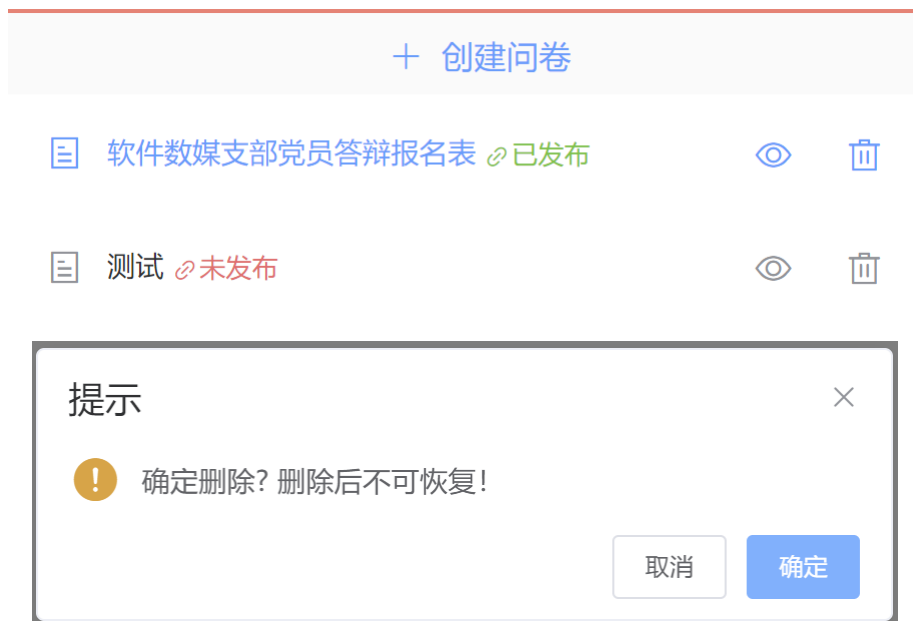 + 创建问卷
软件数媒支部党员答辩报名表 已发布
测试 未发布
提示
确定删除? 删除后不可恢复!
取消 确定